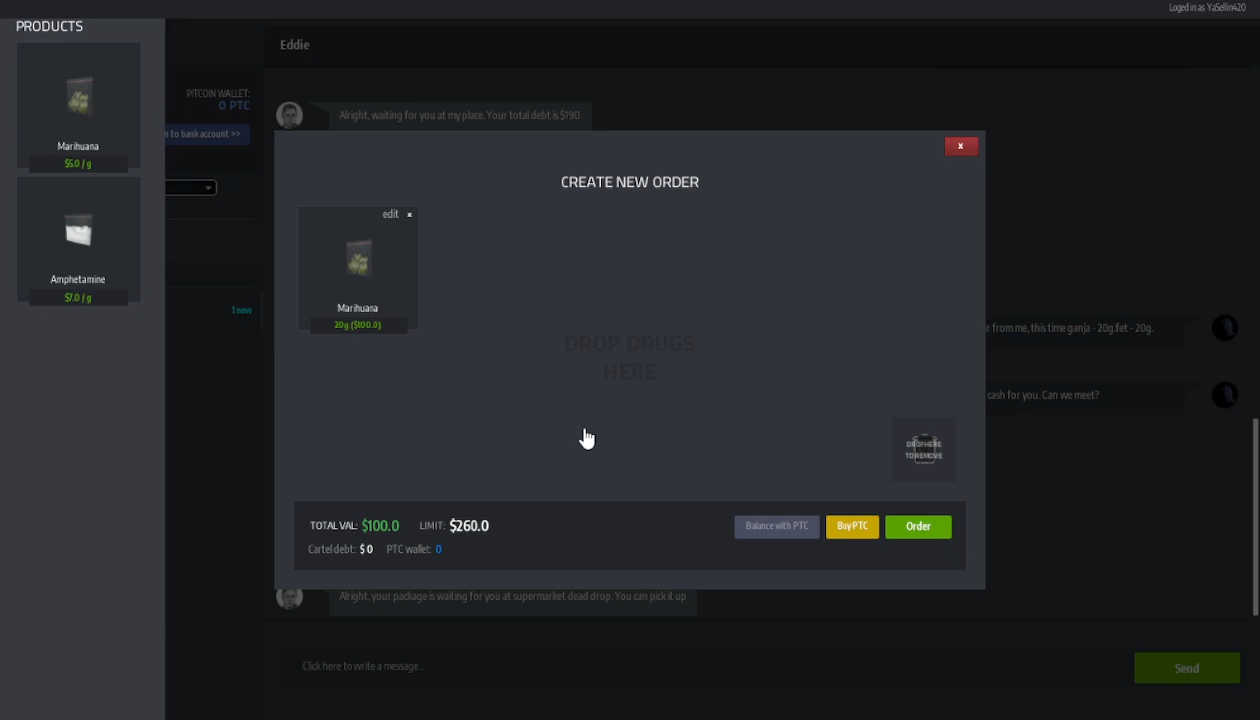 Loged in as YaSellin420
PRODUCTS
Marihuana
$5.0 / g
Amphetamine
$7.0 / g
PITCOIN WALLET:
0 PTC
to bank account >>
1 new
Eddie
Alright, waiting for you at my place. Your total debt is $190
x
CREATE NEW ORDER
edit x
Marihuana
20g ($100.0)
DROP DRUGS
HERE
from me, this time ganja - 20g.fet - 20g.
cash for you. Can we meet?
DROP HERE
TO REMOVE
TOTAL VAL: $100.0 LIMIT: $260.0
Cartel debt: $ 0 PTC wallet: 0
Balance with PTC
Buy PTC
Order
Alright, your package is waiting for you at supermarket dead drop. You can pick it up
Click here to write a message...
Send